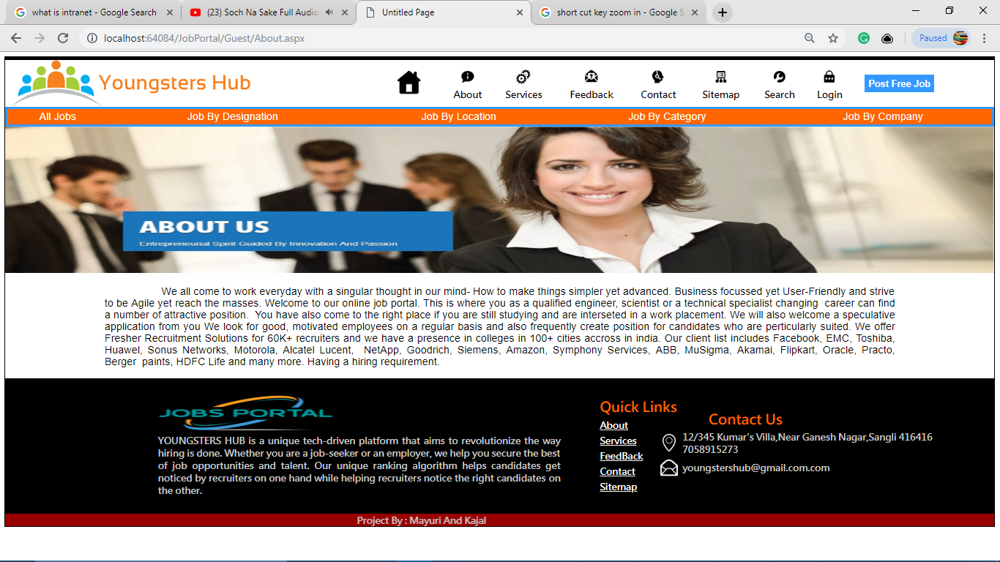 what is intranet - Google Search
(23) Soch Na Sake Full Audio
Untitled Page
short cut key zoom in - Google S
localhost:64084/JobPortal/Guest/About.aspx
Paused
Youngsters Hub
About
Services
Feedback
Contact
Sitemap
Search
Login
Post Free Job
All Jobs
Job By Designation
Job By Location
Job By Category
Job By Company
ABOUT US
Entrepreneurial Spirit Guided By Innovation And Passion
We all come to work everyday with a singular thought in our mind- How to make things simpler yet advanced. Business focussed yet User-Friendly and strive
to be Agile yet reach the masses. Welcome to our online job portal. This is where you as a qualified engineer, scientist or a technical specialist changing career can find
a number of attractive position. You have also come to the right place if you are still studying and are interseted in a work placement. We will also welcome a speculative
application from you We look for good, motivated employees on a regular basis and also frequently create position for candidates who are perticularly suited. We offer
Fresher Recruitment Solutions for 60K+ recruiters and we have a presence in colleges in 100+ cities accross in india. Our client list includes Facebook, EMC, Toshiba,
Huawel, Sonus Networks, Motorola, Alcatel Lucent, NetApp, Goodrich, Siemens, Amazon, Symphony Services, ABB, MuSigma, Akamai, Flipkart, Oracle, Practo,
Berger paints, HDFC Life and many more. Having a hiring requirement.
JOBS PORTAL
YOUNGSTERS HUB is a unique tech-driven platform that aims to revolutionize the way
hiring is done. Whether you are a job-seeker or an employer, we help you secure the best
of job opportunities and talent. Our unique ranking algorithm helps candidates get
noticed by recruiters on one hand while helping recruiters notice the right candidates on
the other.
Quick Links
About
Services
FeedBack
Contact
Sitemap
Contact Us
12/345 Kumar's Villa,Near Ganesh Nagar,Sangli 416416
7058915273
youngstershub@gmail.com.com
Project By : Mayuri And Kajal